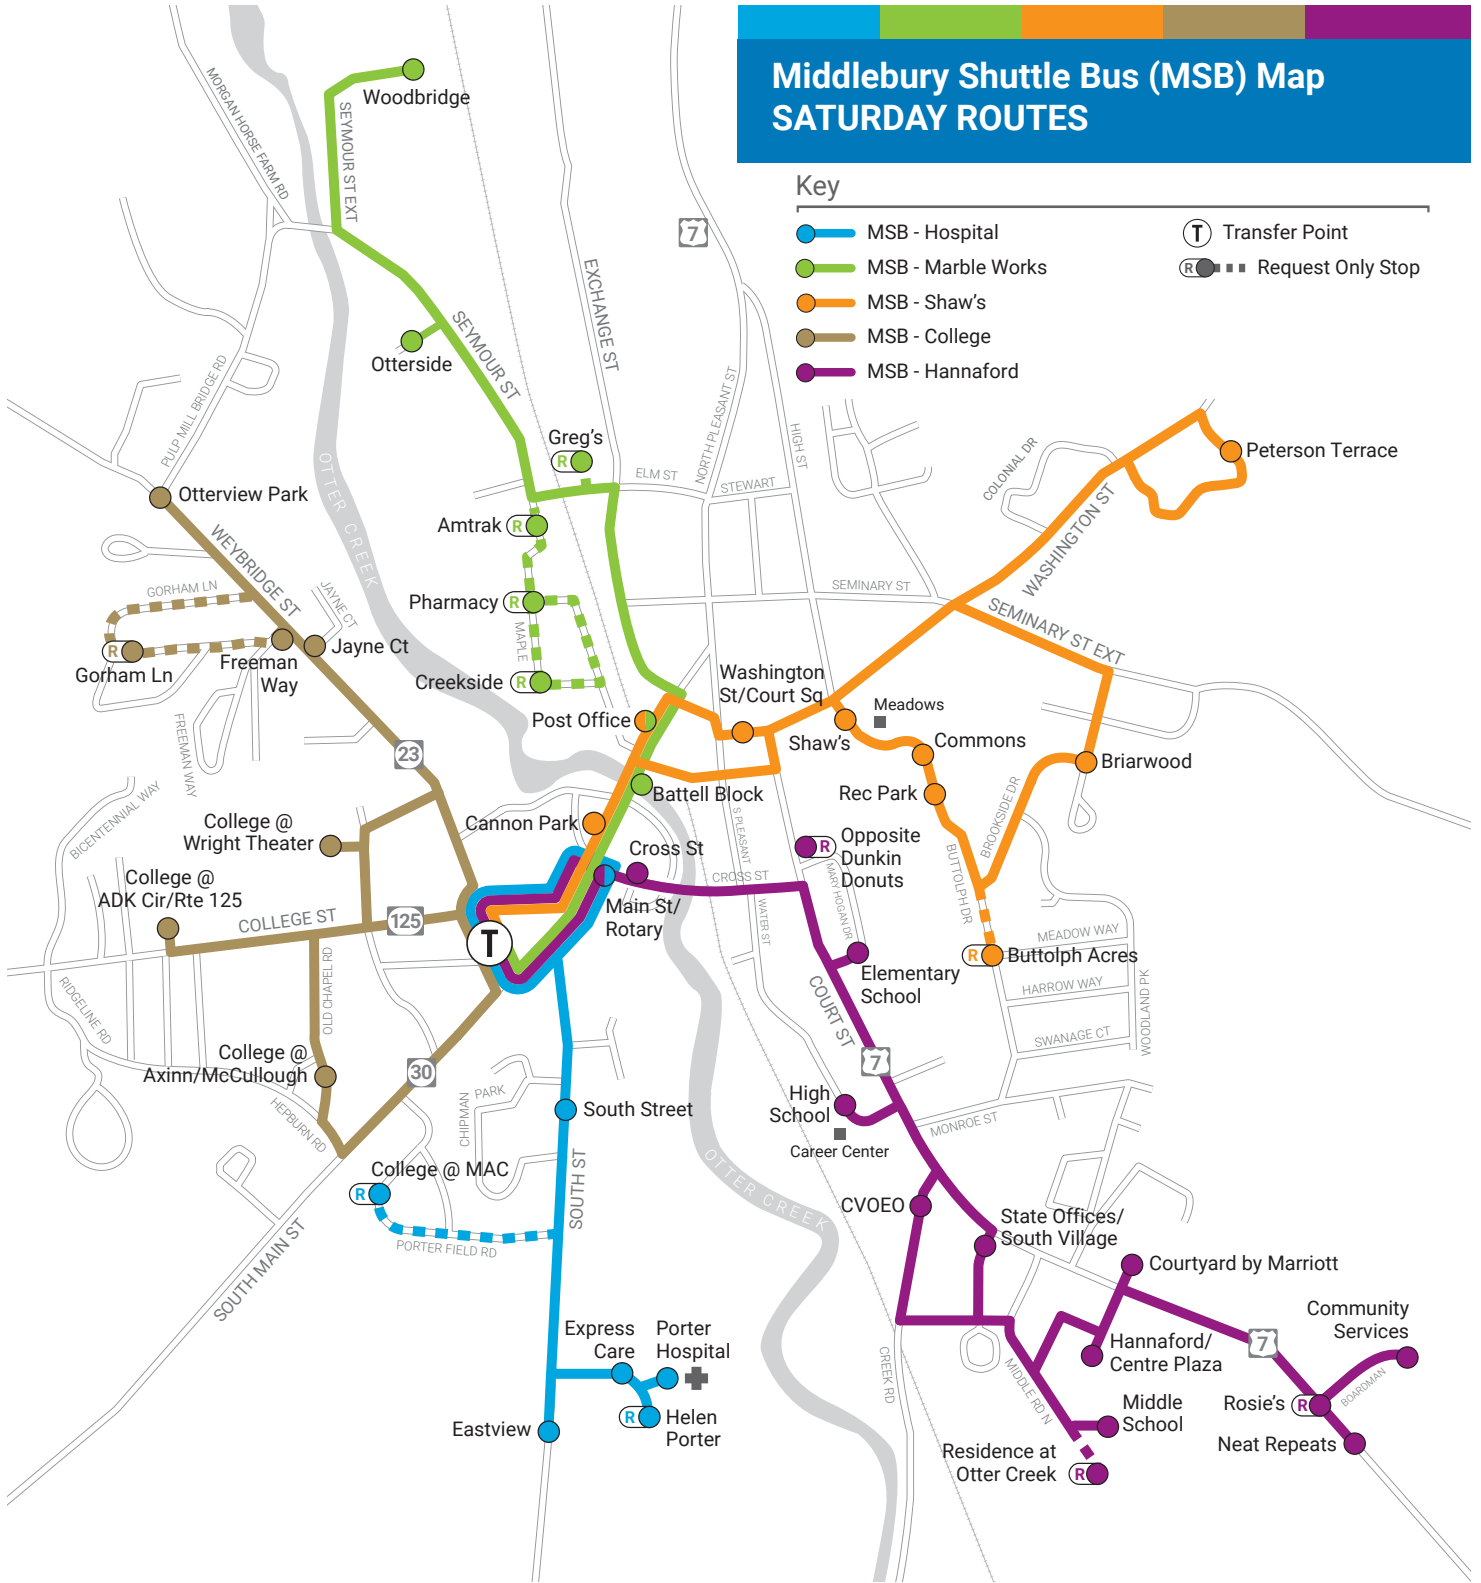 Middlebury Shuttle Bus (MSB) Map
SATURDAY ROUTES
Key
MSB - Hospital
MSB - Marble Works
MSB - Shaw's
MSB - College
MSB - Hannaford
T Transfer Point
R Request Only Stop
Woodbridge
MORGAN HORSE FARM RD
SEYMOUR ST EXT
7
EXCHANGE ST
SEYMOUR ST
Otterside
PULP MILL BRIDGE RD
NORTH PLEASANT ST
HIGH ST
Greg's
R
ELM ST
STEWART
COLONIAL DR
Peterson Terrace
WASHINGTON ST
OTTER CREEK
Otterview Park
WEYBRIDGE ST
Amtrak R
GORHAM LN
JAYNE CT
SEMINARY ST
SEMINARY ST EXT
Pharmacy R
MAPLE
R
Gorham Ln
Freeman
Way
Jayne Ct
Creekside R
Washington
St/Court Sq
Post Office
Shaw's
Meadows
Commons
FREEMAN WAY
23
Briarwood
Rec Park
Battell Block
BICENTENNIAL WAY
College @
Wright Theater
Cannon Park
S PLEASANT
BROOKSIDE DR
Cross St
R
Opposite
Dunkin
Donuts
College @
ADK Cir/Rte 125
CROSS ST
MARY HOGAN DR
BUTTOLPH DR
COLLEGE ST
125
Main St/
Rotary
WATER ST
T
MEADOW WAY
R Buttolph Acres
OLD CHAPEL RD
Elementary
School
HARROW WAY
WOODLAND PK
RIDGELINE RD
COURT ST
SWANAGE CT
7
College @
Axinn/McCullough
30
HEPBURN RD
CHIPMAN
PARK
South Street
High
School
Career Center
MONROE ST
College @ MAC
R
SOUTH ST
OTTER CREEK
CVOEO
State Offices/
South Village
PORTER FIELD RD
SOUTH MAIN ST
Courtyard by Marriott
Express
Care
Porter
Hospital
Community
Services
7
Hannaford/
Centre Plaza
CREEK RD
MIDDLE RD N
Rosie's R
BOARDMAN
Eastview
R
Helen
Porter
Middle
School
Neat Repeats
Residence at
Otter Creek
R